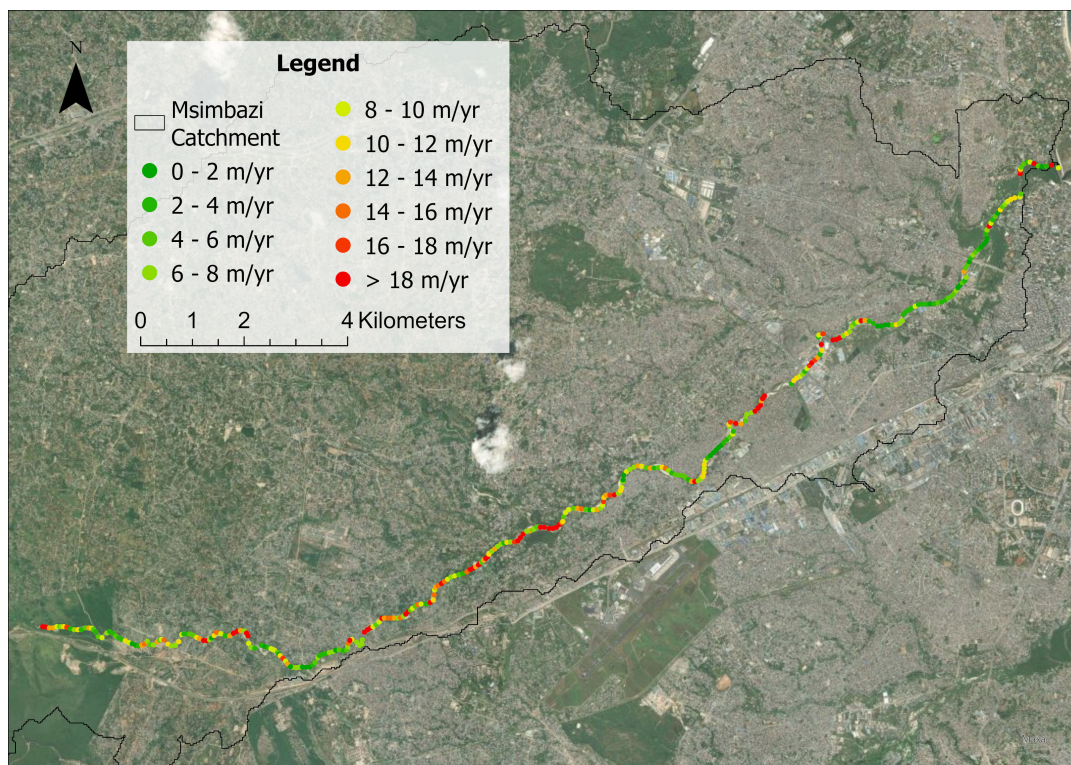 N
Legend
Msimbazi
Catchment
0 - 2 m/yr
2 - 4 m/yr
4 - 6 m/yr
6 - 8 m/yr
8 - 10 m/yr
10 - 12 m/yr
12 - 14 m/yr
14 - 16 m/yr
16 - 18 m/yr
> 18 m/yr
0 1 2 4 Kilometers